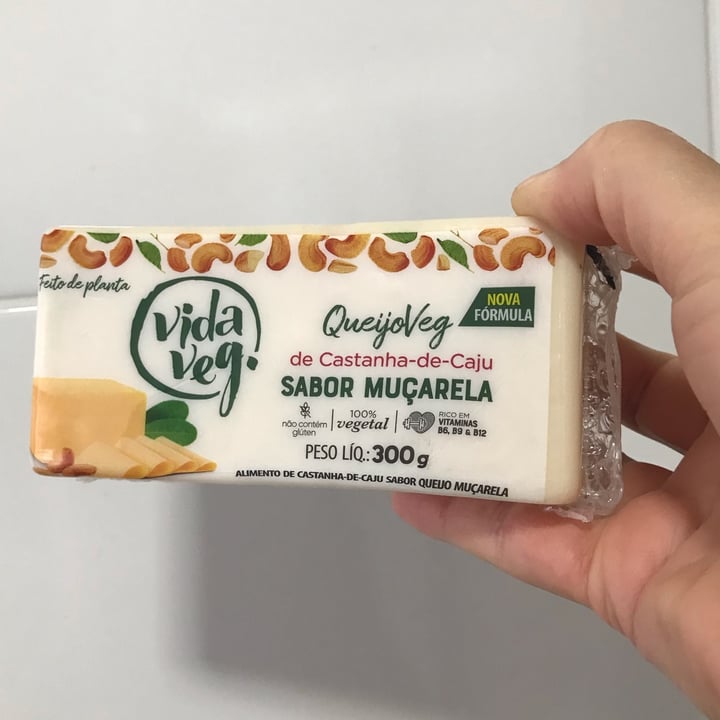 Feito de planta
vida
veg.
QueijoVeg
NOVA
FÓRMULA
de Castanha-de-Caju
SABOR MUÇARELA
não contém
glúten
100%
vegetal
RICO EM
VITAMINAS
B6, B9 & B12
PESO LÍQ.: 300g
ALIMENTO DE CASTANHA-DE-CAJU SABOR QUEIJO MUÇARELA